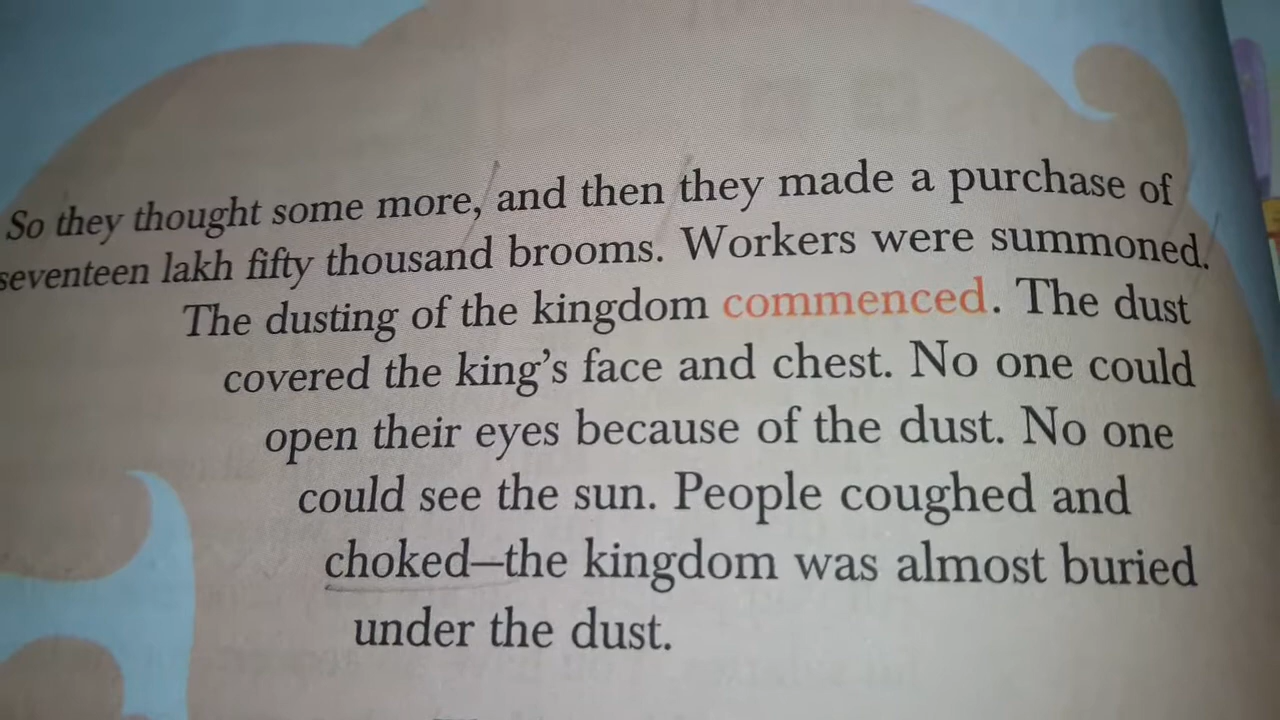 So they thought some more, and then they made a purchase of
seventeen lakh fifty thousand brooms. Workers were summoned.
The dusting of the kingdom commenced. The dust
covered the king's face and chest. No one could
open their eyes because of the dust. No one
could see the sun. People coughed and
choked—the kingdom was almost buried
under the dust.